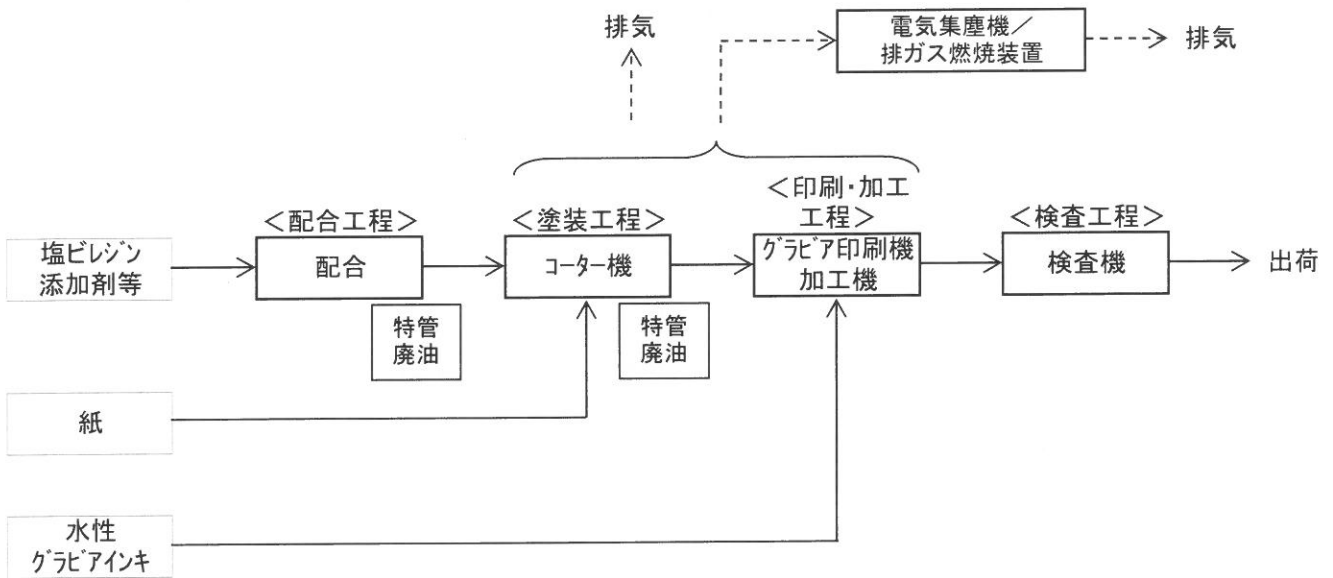 排気
電気集塵機／
排ガス燃焼装置
排気
＜配合工程＞
＜塗装工程＞
＜印刷・加工
工程＞
＜検査工程＞
塩ビレジン
添加剤等
配合
コーター機
グラビア印刷機
加工機
検査機
出荷
特管
廃油
特管
廃油
紙
水性
グラビアインキ